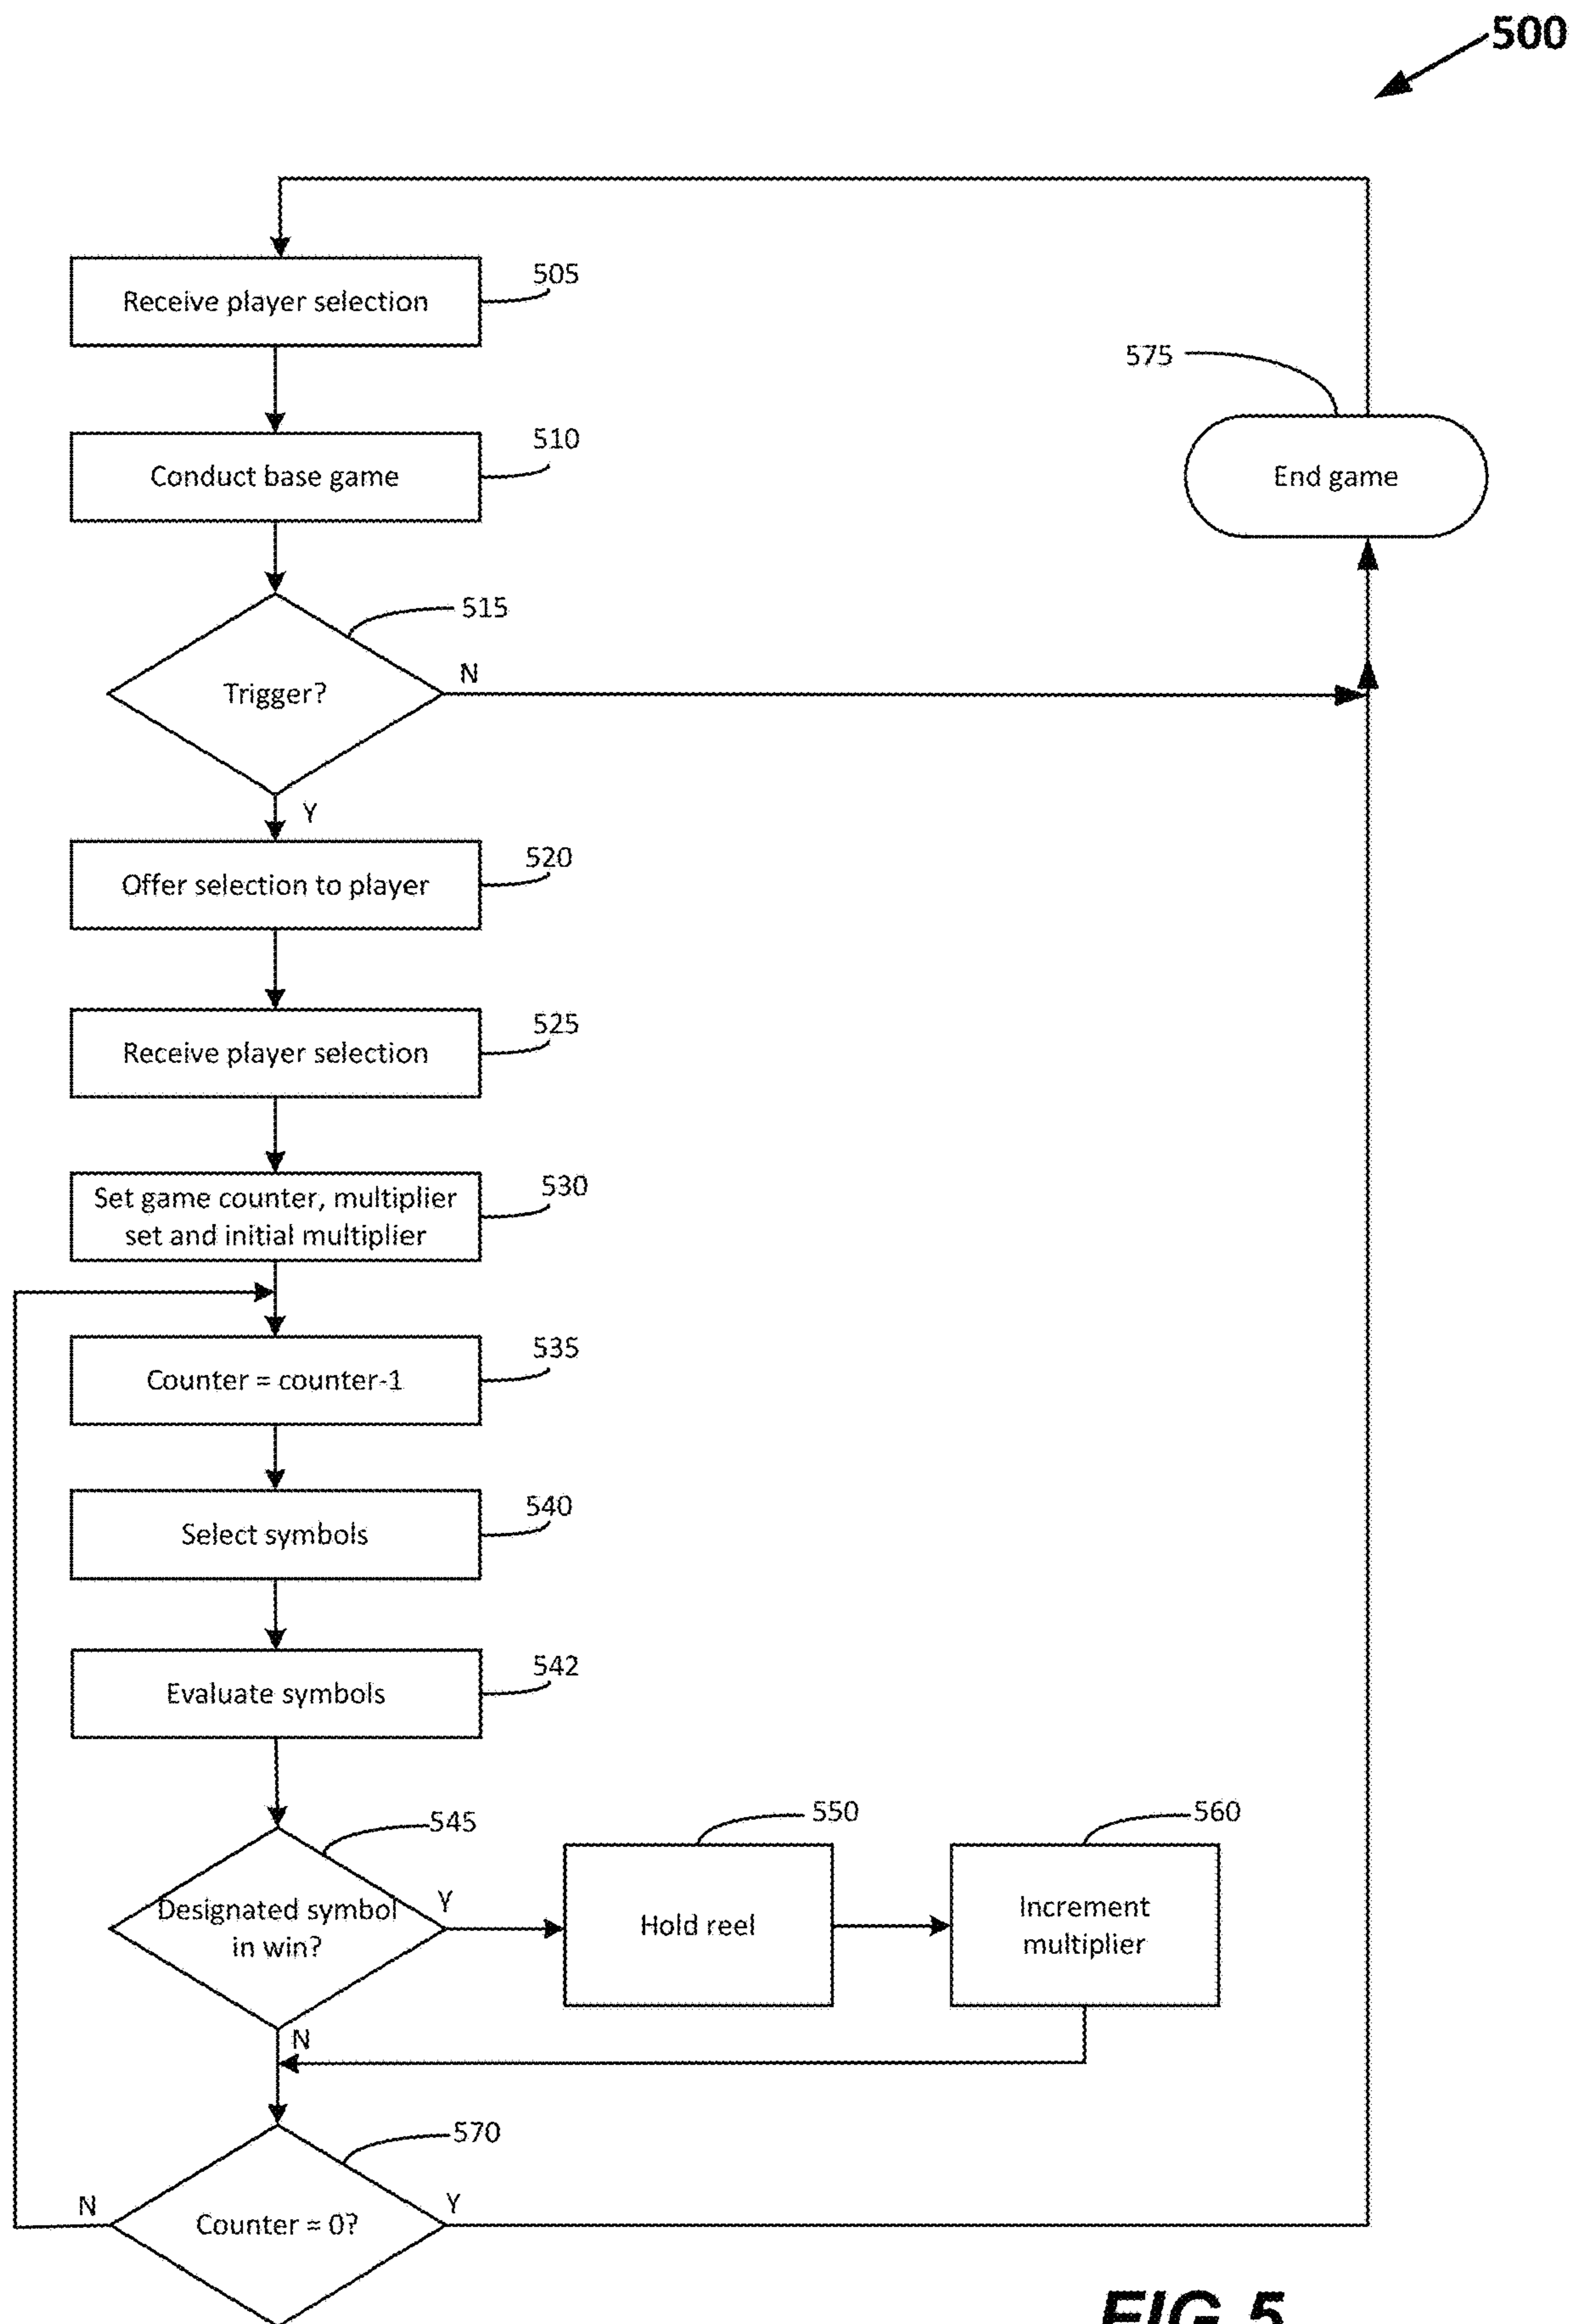 500
505
Receive player selection
575
510
Conduct base game
End game
515
Trigger?
N
Y
520
Offer selection to player
525
Receive player selection
530
Set game counter, multiplier
set and initial multiplier
535
Counter = counter-1
540
Select symbols
542
Evaluate symbols
545
550
560
Designated symbol
in win?
Y
Hold reel
Increment
multiplier
N
570
N
Y
Counter = 0?
FIG 5